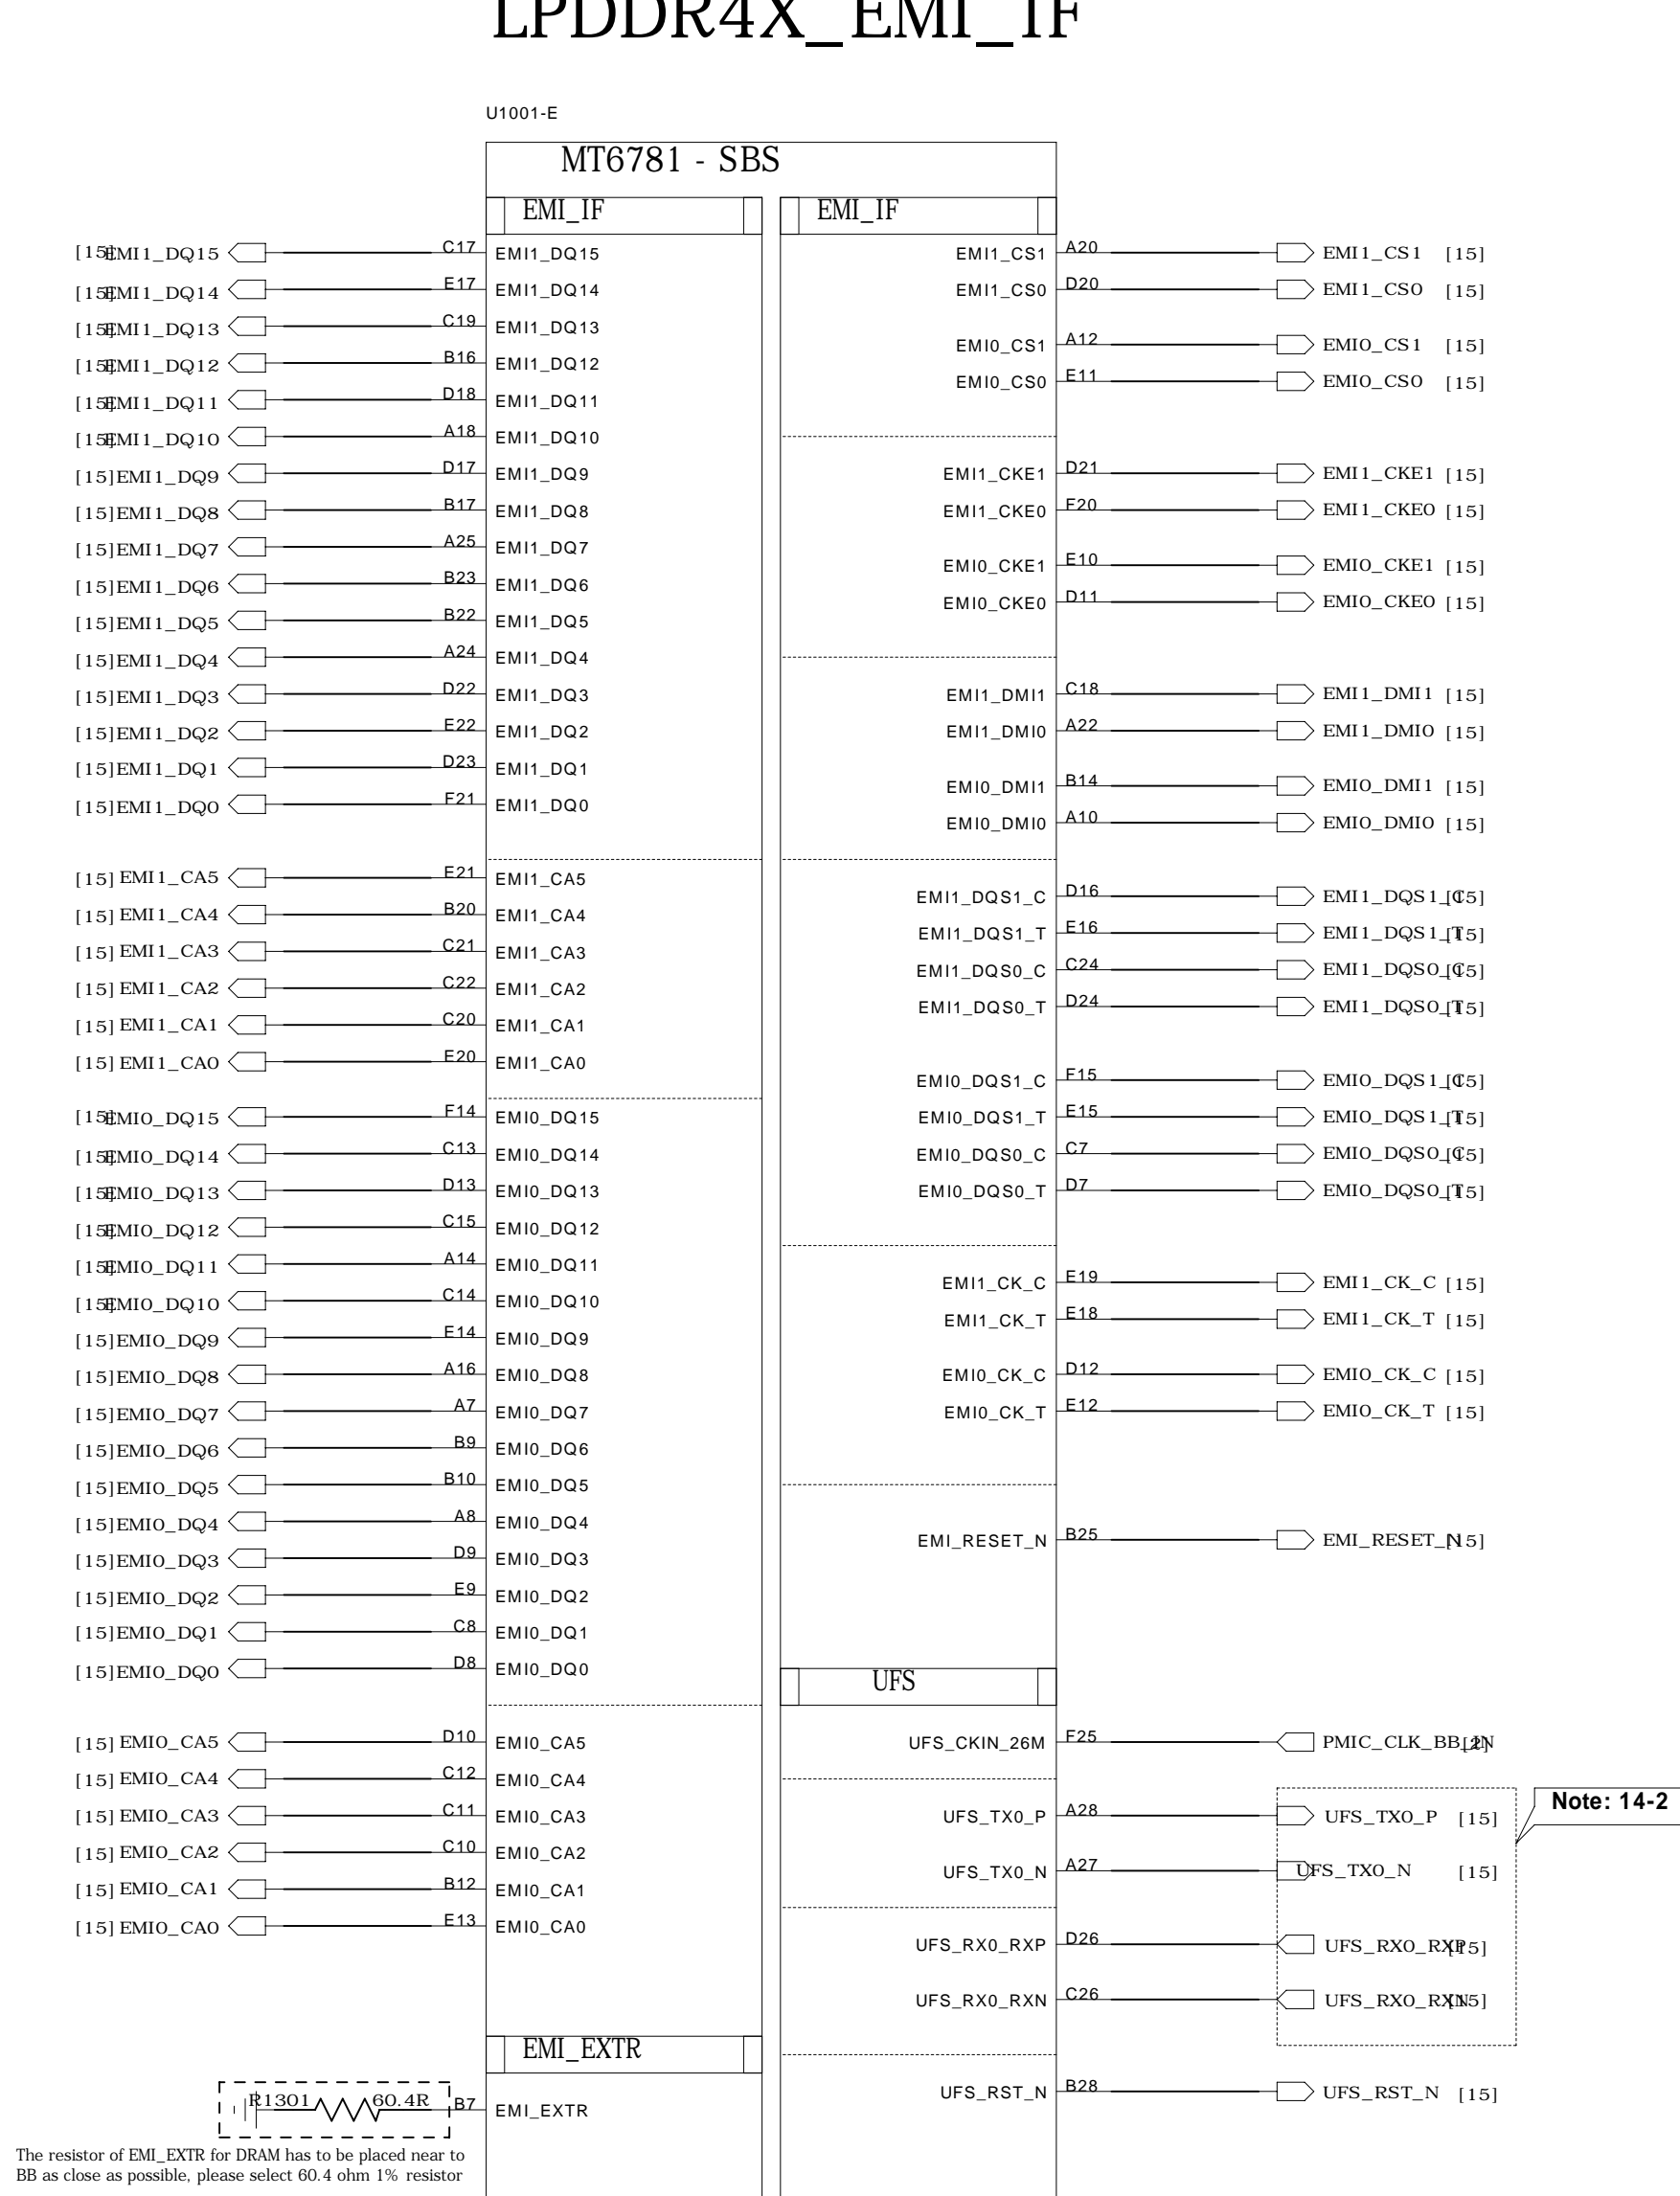 LPDDR4X_EMI_IF
U1001-E
MT6781 - SBS
EMI_IF
[15] EMI1_DQ15 C17 EMI1_DQ15
[15] EMI1_DQ14 E17 EMI1_DQ14
[15] EMI1_DQ13 C19 EMI1_DQ13
[15] EMI1_DQ12 B16 EMI1_DQ12
[15] EMI1_DQ11 D18 EMI1_DQ11
[15] EMI1_DQ10 A18 EMI1_DQ10
[15] EMI1_DQ9 D17 EMI1_DQ9
[15] EMI1_DQ8 B17 EMI1_DQ8
[15] EMI1_DQ7 A25 EMI1_DQ7
[15] EMI1_DQ6 B23 EMI1_DQ6
[15] EMI1_DQ5 B22 EMI1_DQ5
[15] EMI1_DQ4 A24 EMI1_DQ4
[15] EMI1_DQ3 D22 EMI1_DQ3
[15] EMI1_DQ2 E22 EMI1_DQ2
[15] EMI1_DQ1 D23 EMI1_DQ1
[15] EMI1_DQ0 F21 EMI1_DQ0
[15] EMI1_CA5 E21 EMI1_CA5
[15] EMI1_CA4 B20 EMI1_CA4
[15] EMI1_CA3 C21 EMI1_CA3
[15] EMI1_CA2 C22 EMI1_CA2
[15] EMI1_CA1 C20 EMI1_CA1
[15] EMI1_CA0 E20 EMI1_CA0
[15] EMI0_DQ15 F14 EMI0_DQ15
[15] EMI0_DQ14 C13 EMI0_DQ14
[15] EMI0_DQ13 D13 EMI0_DQ13
[15] EMI0_DQ12 C15 EMI0_DQ12
[15] EMI0_DQ11 A14 EMI0_DQ11
[15] EMI0_DQ10 C14 EMI0_DQ10
[15] EMI0_DQ9 E14 EMI0_DQ9
[15] EMI0_DQ8 A16 EMI0_DQ8
[15] EMI0_DQ7 A7 EMI0_DQ7
[15] EMI0_DQ6 B9 EMI0_DQ6
[15] EMI0_DQ5 B10 EMI0_DQ5
[15] EMI0_DQ4 A8 EMI0_DQ4
[15] EMI0_DQ3 D9 EMI0_DQ3
[15] EMI0_DQ2 E9 EMI0_DQ2
[15] EMI0_DQ1 C8 EMI0_DQ1
[15] EMI0_DQ0 D8 EMI0_DQ0
[15] EMI0_CA5 D10 EMI0_CA5
[15] EMI0_CA4 C12 EMI0_CA4
[15] EMI0_CA3 C11 EMI0_CA3
[15] EMI0_CA2 C10 EMI0_CA2
[15] EMI0_CA1 B12 EMI0_CA1
[15] EMI0_CA0 E13 EMI0_CA0
EMI_EXTR
R1301 60.4R B7 EMI_EXTR
The resistor of EMI_EXTR for DRAM has to be placed near to
BB as close as possible, please select 60.4 ohm 1% resistor
EMI_IF
EMI1_CS1 A20 EMI1_CS1 [15]
EMI1_CS0 D20 EMI1_CS0 [15]
EMI0_CS1 A12 EMI0_CS1 [15]
EMI0_CS0 E11 EMI0_CS0 [15]
EMI1_CKE1 D21 EMI1_CKE1 [15]
EMI1_CKE0 F20 EMI1_CKE0 [15]
EMI0_CKE1 E10 EMI0_CKE1 [15]
EMI0_CKE0 D11 EMI0_CKE0 [15]
EMI1_DMI1 C18 EMI1_DMI1 [15]
EMI1_DMI0 A22 EMI1_DMI0 [15]
EMI0_DMI1 B14 EMI0_DMI1 [15]
EMI0_DMI0 A10 EMI0_DMI0 [15]
EMI1_DQS1_C D16 EMI1_DQS1_C [15]
EMI1_DQS1_T E16 EMI1_DQS1_T [15]
EMI1_DQS0_C C24 EMI1_DQS0_C [15]
EMI1_DQS0_T D24 EMI1_DQS0_T [15]
EMI0_DQS1_C F15 EMI0_DQS1_C [15]
EMI0_DQS1_T E15 EMI0_DQS1_T [15]
EMI0_DQS0_C C7 EMI0_DQS0_C [15]
EMI0_DQS0_T D7 EMI0_DQS0_T [15]
EMI1_CK_C E19 EMI1_CK_C [15]
EMI1_CK_T E18 EMI1_CK_T [15]
EMI0_CK_C D12 EMI0_CK_C [15]
EMI0_CK_T E12 EMI0_CK_T [15]
EMI_RESET_N B25 EMI_RESET_N [15]
UFS
UFS_CKIN_26M F25 PMIC_CLK_BB_IN [2]
UFS_TX0_P A28 UFS_TX0_P [15]
UFS_TX0_N A27 UFS_TX0_N [15]
UFS_RX0_RXP D26 UFS_RX0_RXP [15]
UFS_RX0_RXN C26 UFS_RX0_RXN [15]
UFS_RST_N B28 UFS_RST_N [15]
Note: 14-2